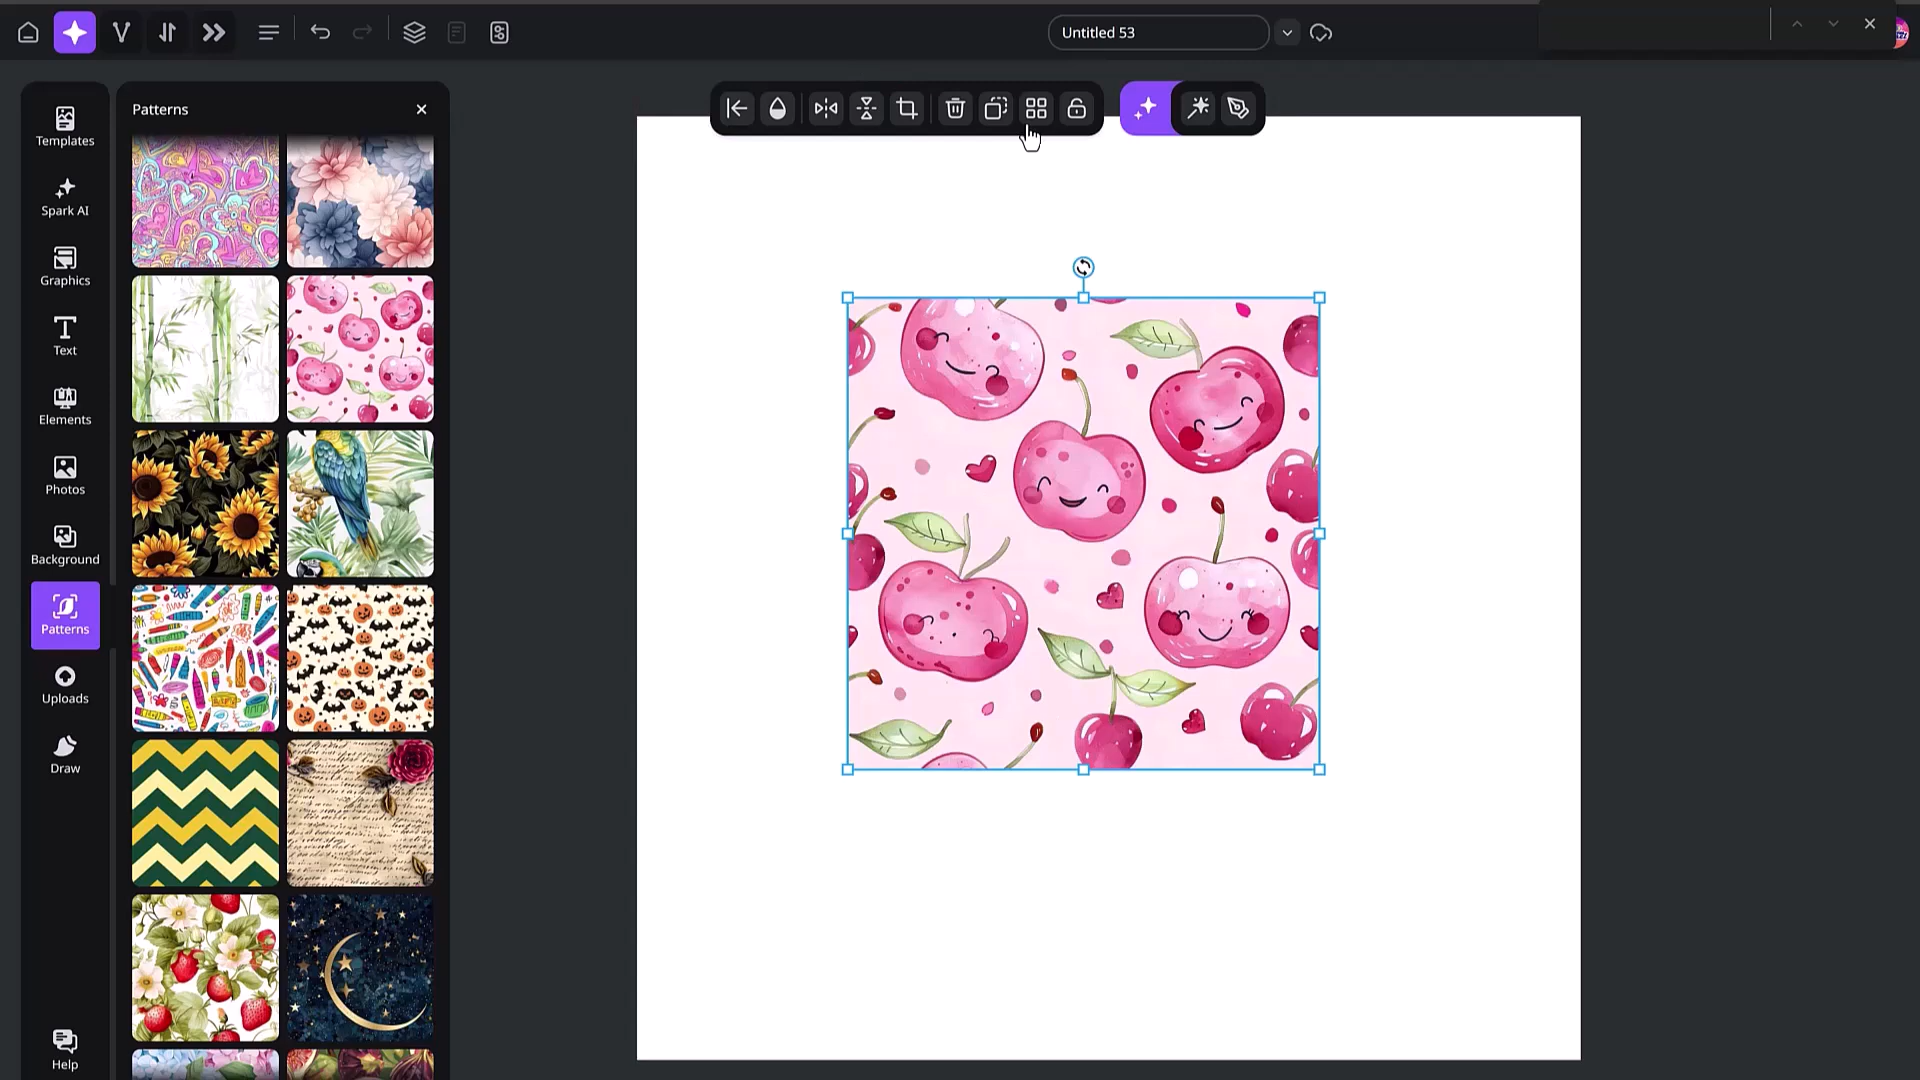 Untitled 53
Patterns
Templates
Spark AI
Graphics
Text
Elements
Photos
Background
Patterns
Uploads
Draw
Help